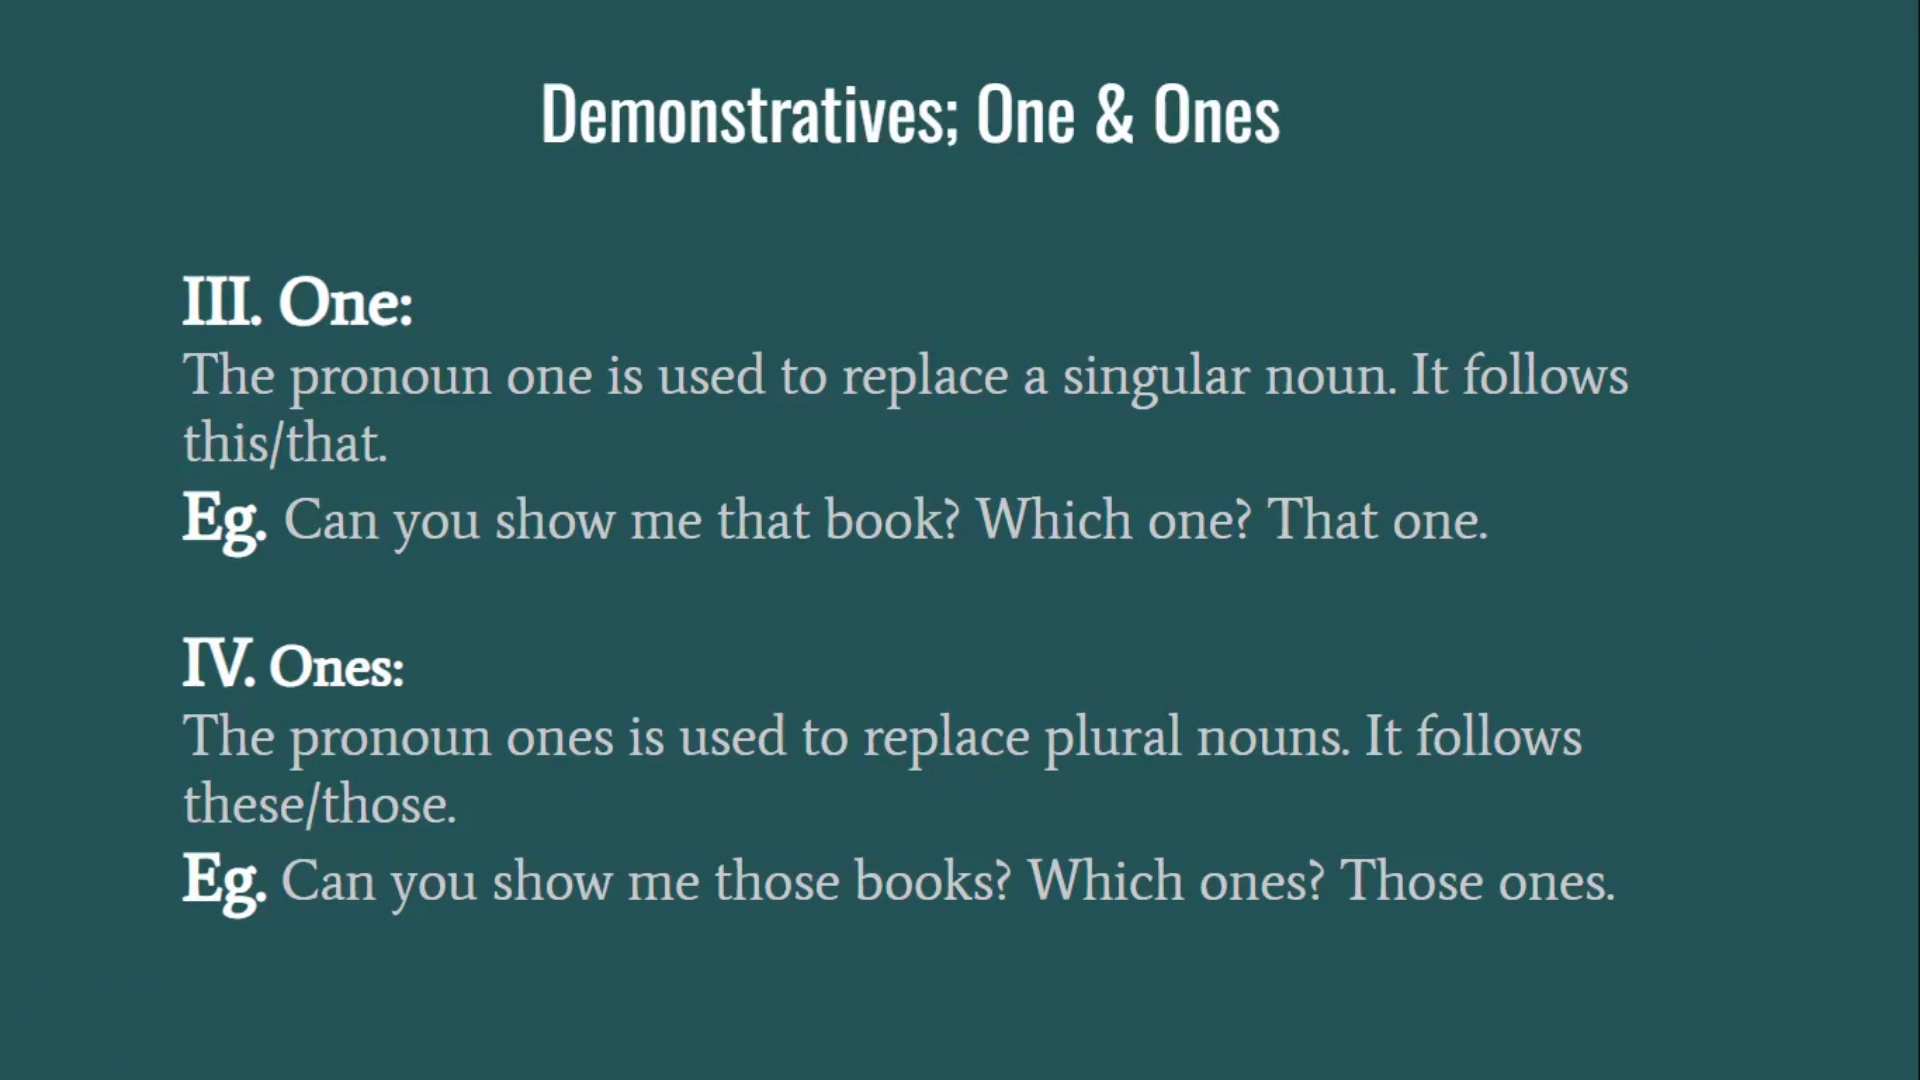 Demonstratives; One & Ones
III. One:
The pronoun one is used to replace a singular noun. It follows
this/that.
Eg. Can you show me that book? Which one? That one.
IV. Ones:
The pronoun ones is used to replace plural nouns. It follows
these/those.
Eg. Can you show me those books? Which ones? Those ones.